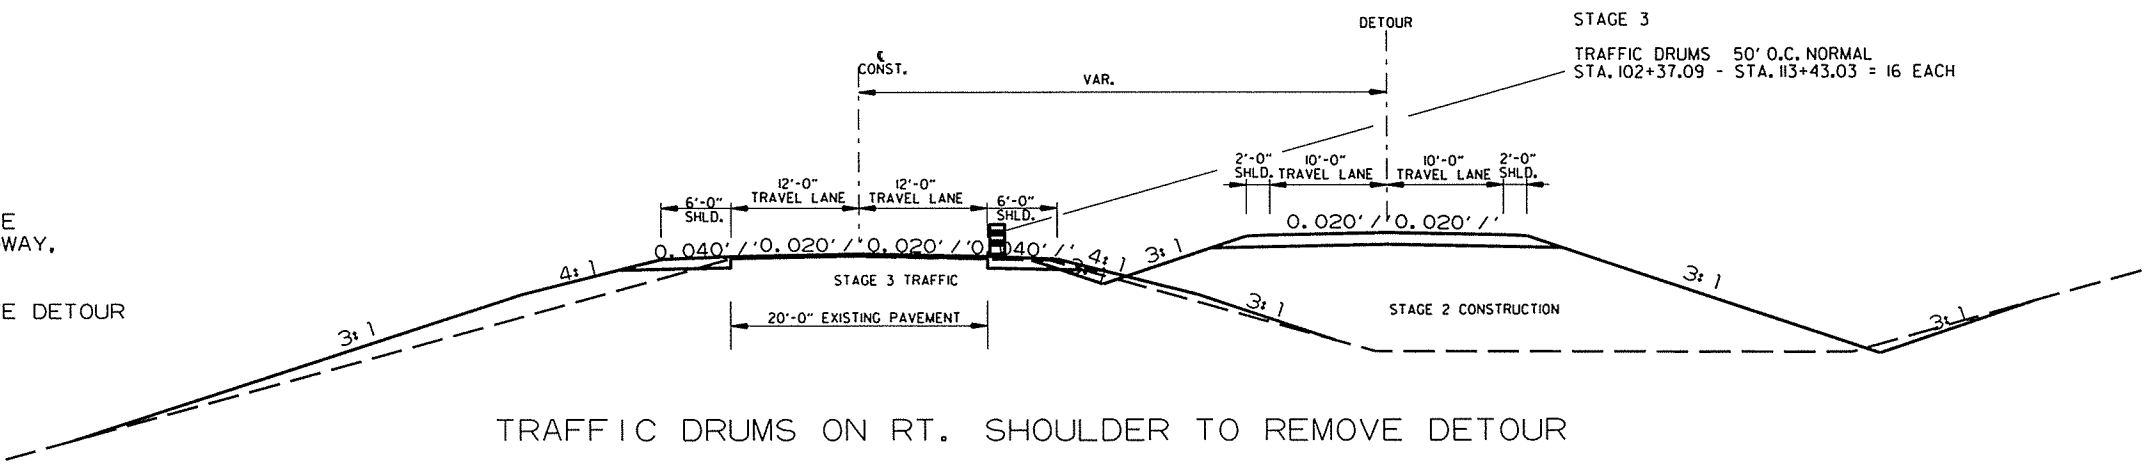 DETOUR
STAGE 3
TRAFFIC DRUMS 50' O.C. NORMAL
STA. 102+37.09 - STA. 113+43.03 = 16 EACH
℄
CONST.
VAR.
2'-0" SHLD.
10'-0" TRAVEL LANE
10'-0" TRAVEL LANE
2'-0" SHLD.
6'-0" SHLD.
12'-0" TRAVEL LANE
12'-0" TRAVEL LANE
6'-0" SHLD.
E
WAY.
0.040'/'
0.020'/'
0.020'/'
0.040'/'
0.020'/'
0.020'/'
4:1
4:1
3:1
3:1
3:1
STAGE 3 TRAFFIC
E DETOUR
3:1
20'-0" EXISTING PAVEMENT
3:1
STAGE 2 CONSTRUCTION
3:1
TRAFFIC DRUMS ON RT. SHOULDER TO REMOVE DETOUR